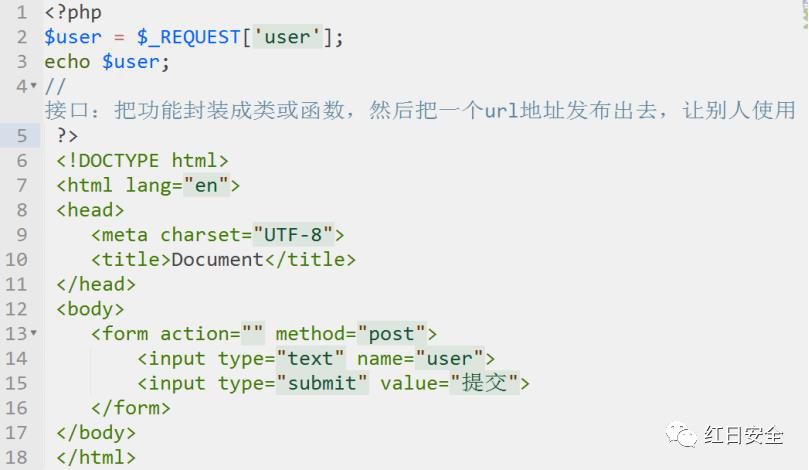 1 <?php
2 $user = $_REQUEST['user'];
3 echo $user;
4 //
接口：把功能封装成类或函数，然后把一个url地址发布出去，让别人使用
5 ?>
6 <!DOCTYPE html>
7 <html lang="en">
8 <head>
9 <meta charset="UTF-8">
10 <title>Document</title>
11 </head>
12 <body>
13 <form action="" method="post">
14 <input type="text" name="user">
15 <input type="submit" value="提交">
16 </form>
17 </body>
18 </html>
红日安全